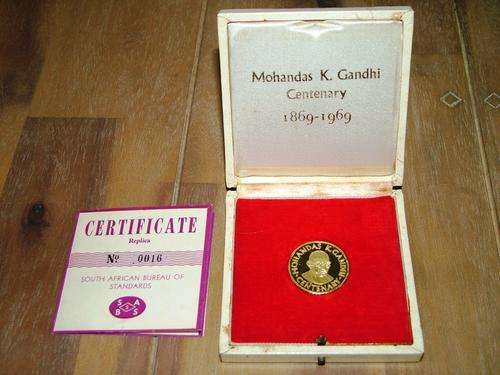 Mohandas K. Gandhi
Centenary
1869-1969
CERTIFICATE
Replica
Nº 0016
SOUTH AFRICAN BUREAU OF
STANDARDS
S A
B S
MOHANDAS K. GANDHI
CENTENARY